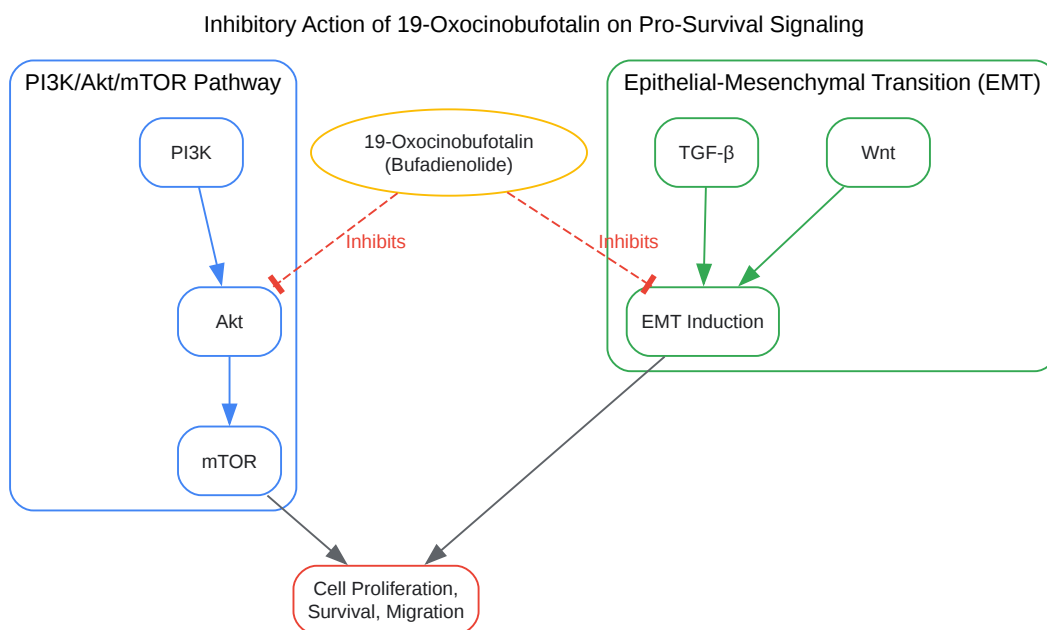 Inhibitory Action of 19-Oxocinobufotalin on Pro-Survival Signaling
PI3K/Akt/mTOR Pathway
Epithelial-Mesenchymal Transition (EMT)
PI3K
19-Oxocinobufotalin
(Bufadienolide)
TGF-β
Wnt
Inhibits
Inhibits
Akt
EMT Induction
mTOR
Cell Proliferation,
Survival, Migration